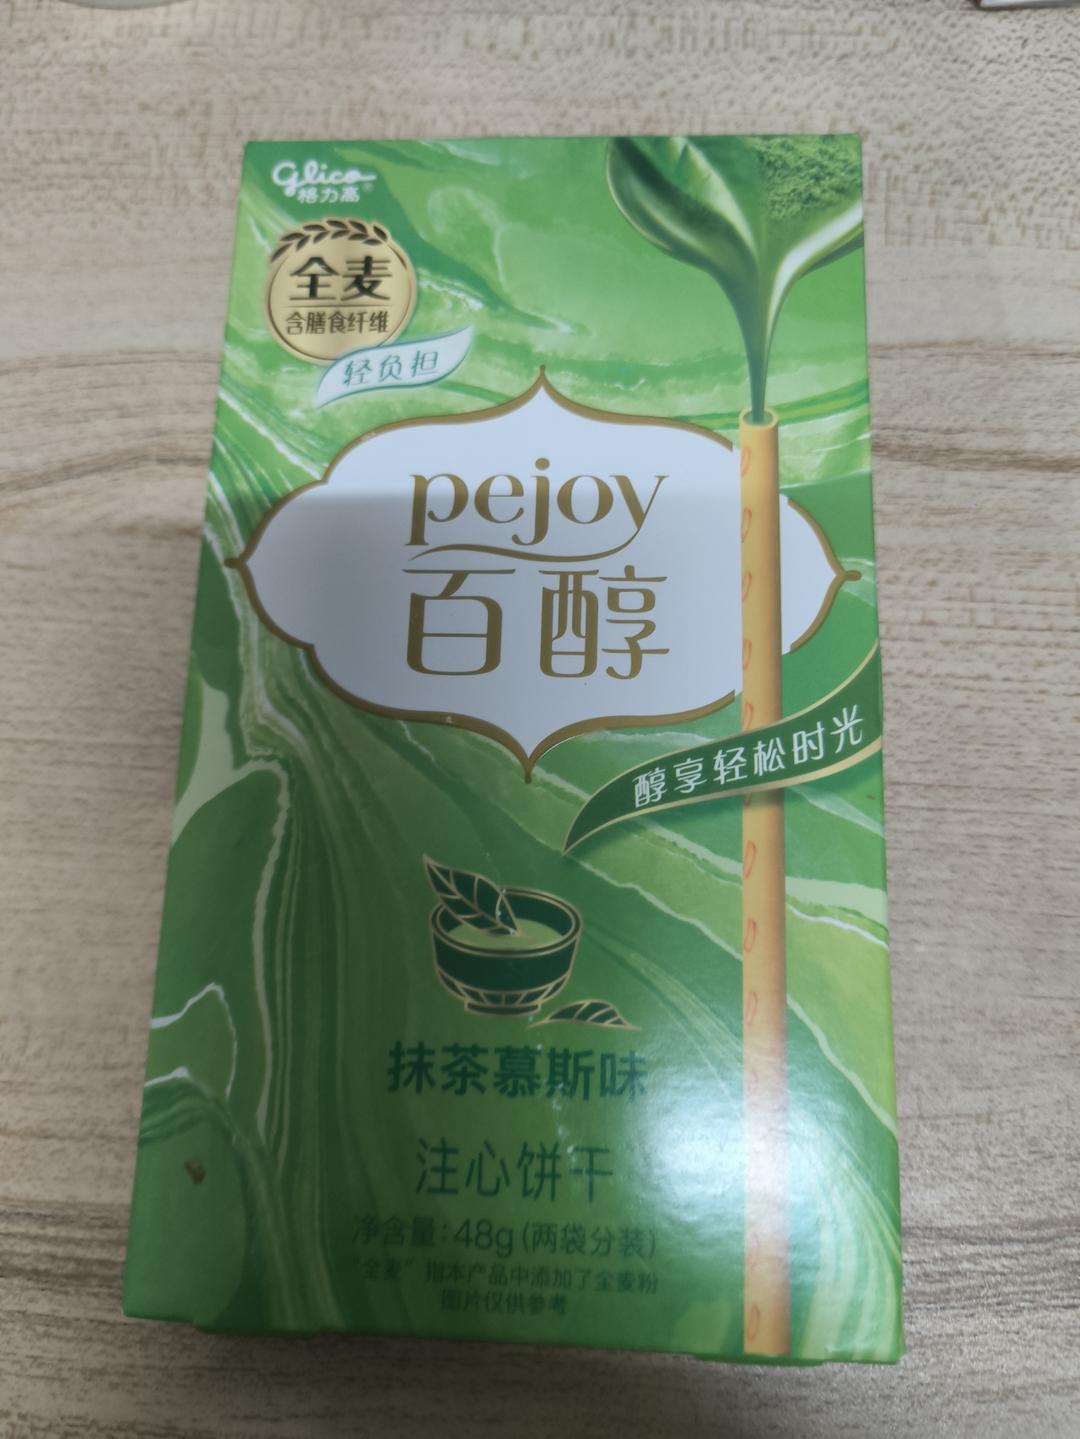 Glico
格力高®
全麦
含膳食纤维
轻负担
pejoy
百醇
醇享轻松时光
抹茶慕斯味
注心饼干
净含量:48g(两袋分装)
"全麦"指本产品中添加了全麦粉
图片仅供参考